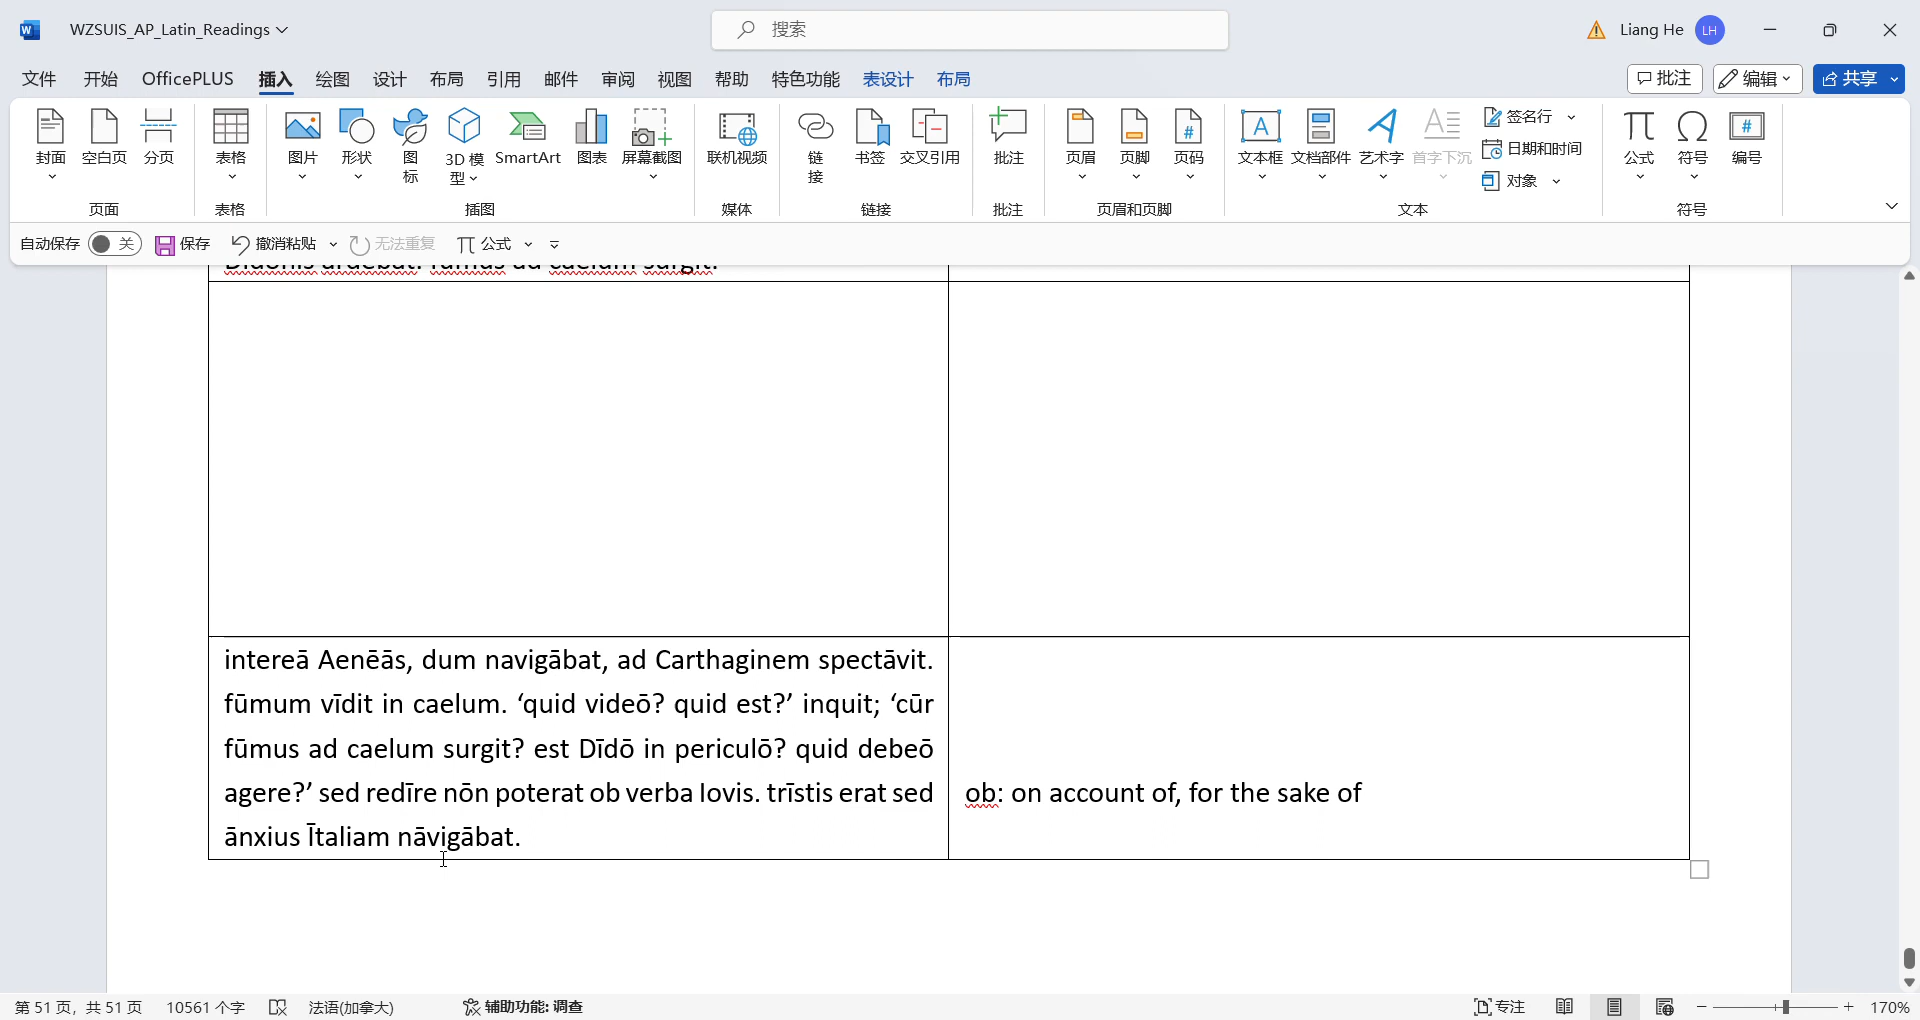 WZSUIS_AP_Latin_Readings
搜索
Liang He
LH
文件 开始 OfficePLUS 插入 绘图 设计 布局 引用 邮件 审阅 视图 帮助 特色功能 表设计 布局
批注 编辑 共享
封面 空白页 分页 表格 图片 形状 图标 3D 模型 SmartArt 图表 屏幕截图 联机视频 链接 书签 交叉引用 批注 页眉 页脚 页码 文本框 文档部件 艺术字 首字下沉 签名行 日期和时间 对象 公式 符号 编号
页面 表格 插图 媒体 链接 批注 页眉和页脚 文本 符号
自动保存 关 保存 撤消粘贴 无法重复 公式
Dīdōnis ārdēbat. fūmus ad caelum surgit.
intereā Aenēās, dum navigābat, ad Carthaginem spectāvit.
fūmum vīdit in caelum. ‘quid videō? quid est?’ inquit; ‘cūr
fūmus ad caelum surgit? est Dīdō in periculō? quid debeō
agere?’ sed redīre nōn poterat ob verba Iovis. trīstis erat sed
ānxius Ītaliam nāvigābat.
ob: on account of, for the sake of
第 51 页，共 51 页 10561 个字 法语(加拿大) 辅助功能: 调查 专注 170%